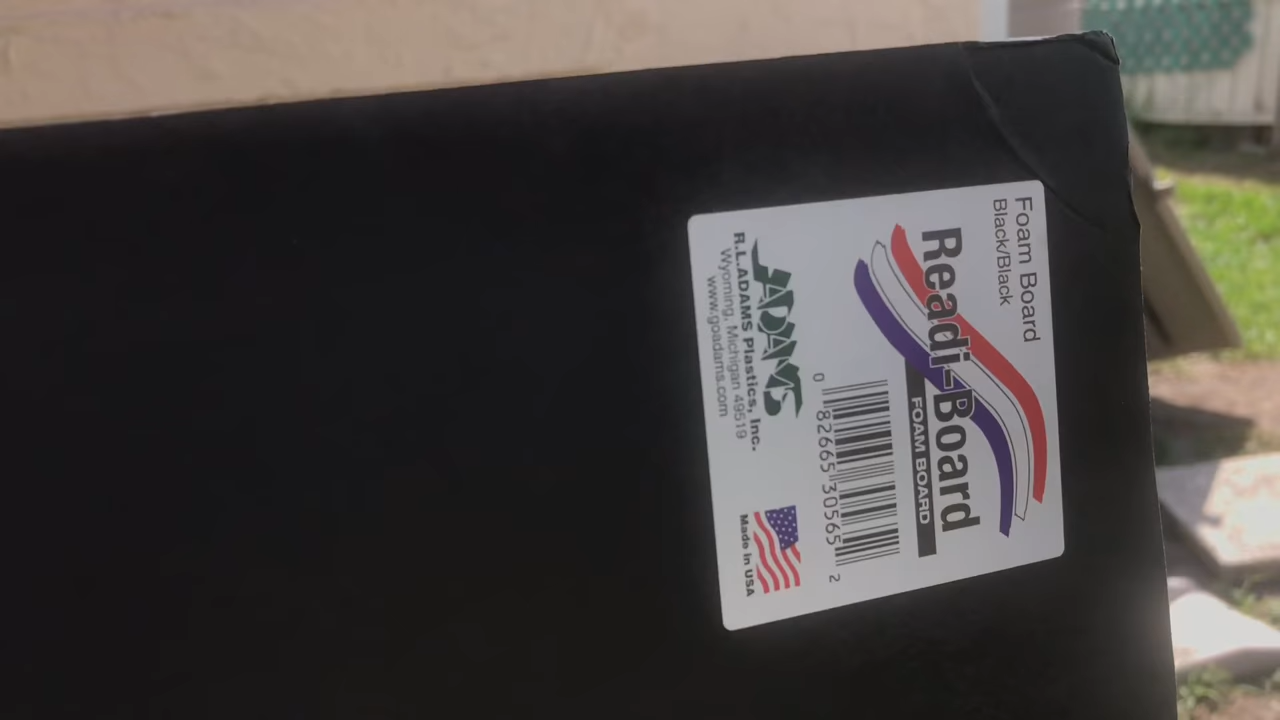 Foam Board
Black/Black
Readi-Board
FOAM BOARD
0 82665 30565 2
ADAMS
R.L.ADAMS Plastics, Inc.
Wyoming, Michigan 49519
www.goadams.com
Made in USA